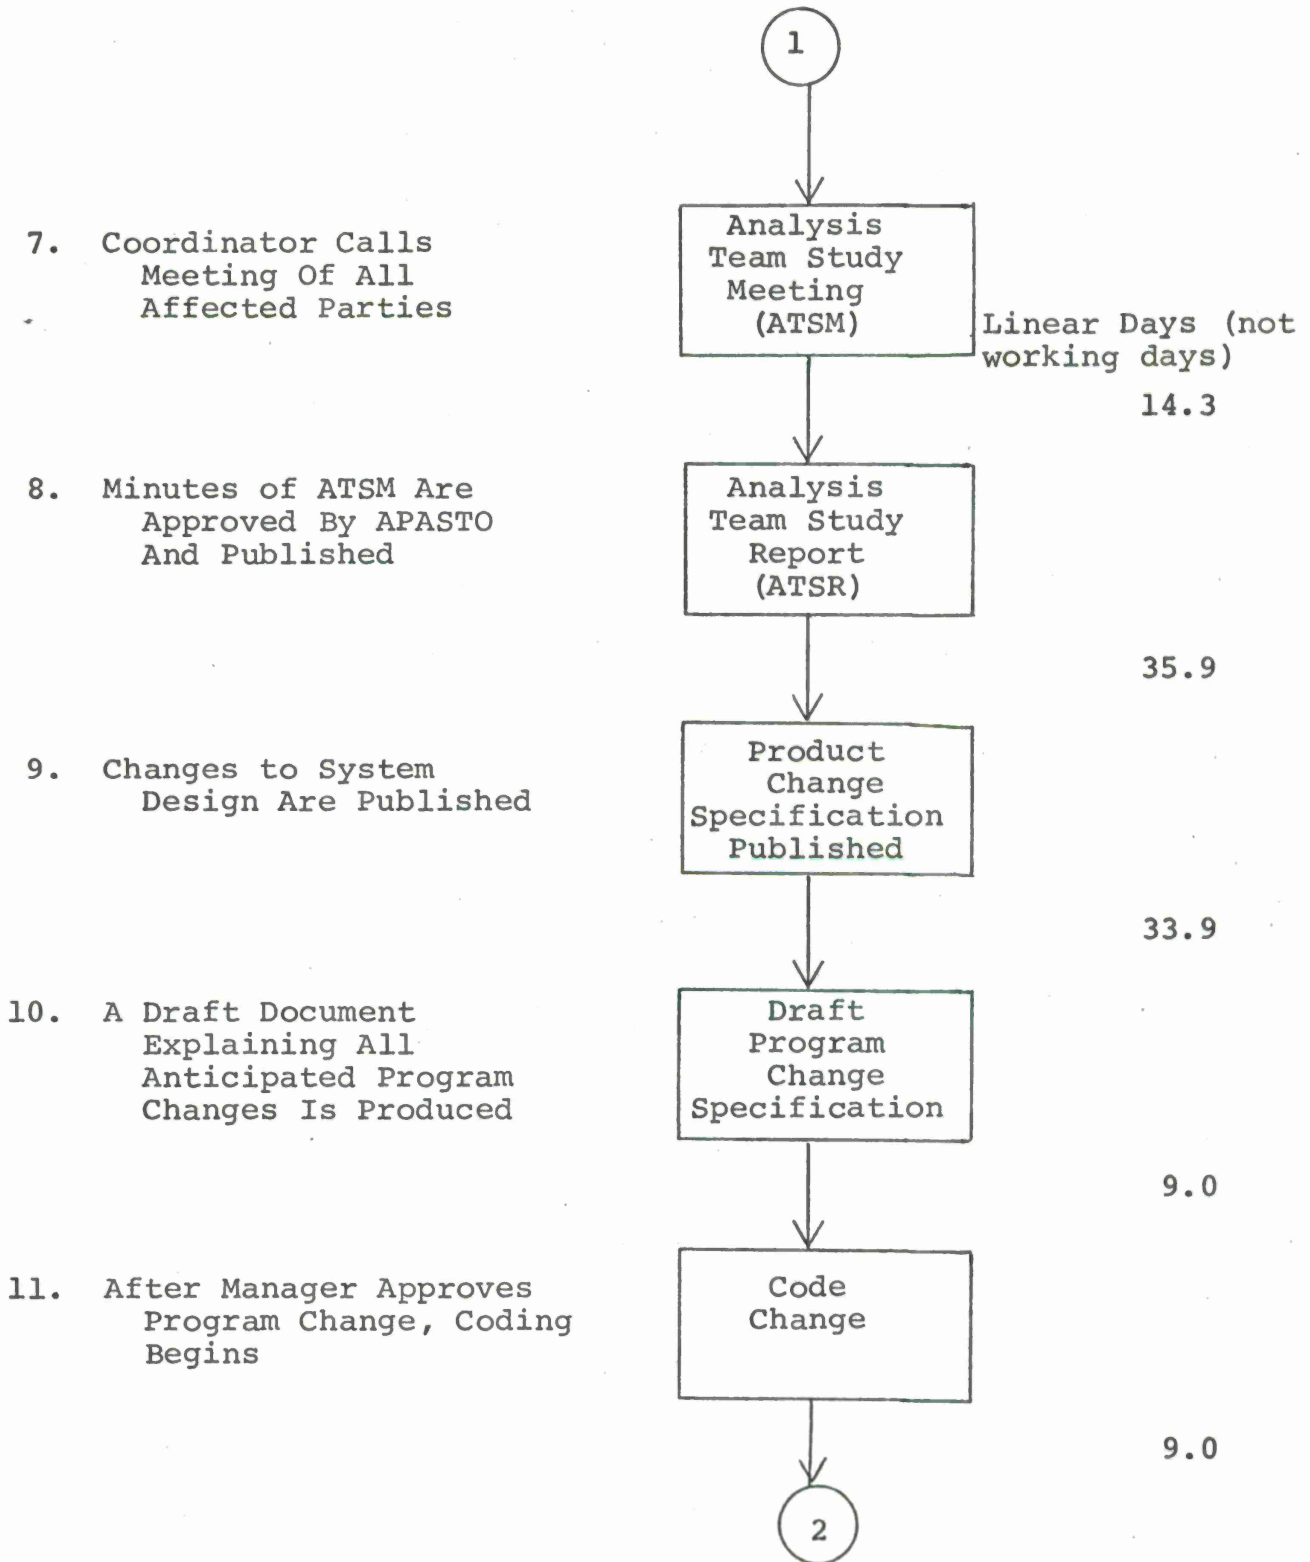 1
7. Coordinator Calls
Meeting Of All
Affected Parties
Analysis
Team Study
Meeting
(ATSM)
Linear Days (not
working days)
14.3
8. Minutes of ATSM Are
Approved By APASTO
And Published
Analysis
Team Study
Report
(ATSR)
35.9
9. Changes to System
Design Are Published
Product
Change
Specification
Published
33.9
10. A Draft Document
Explaining All
Anticipated Program
Changes Is Produced
Draft
Program
Change
Specification
9.0
11. After Manager Approves
Program Change, Coding
Begins
Code
Change
9.0
2